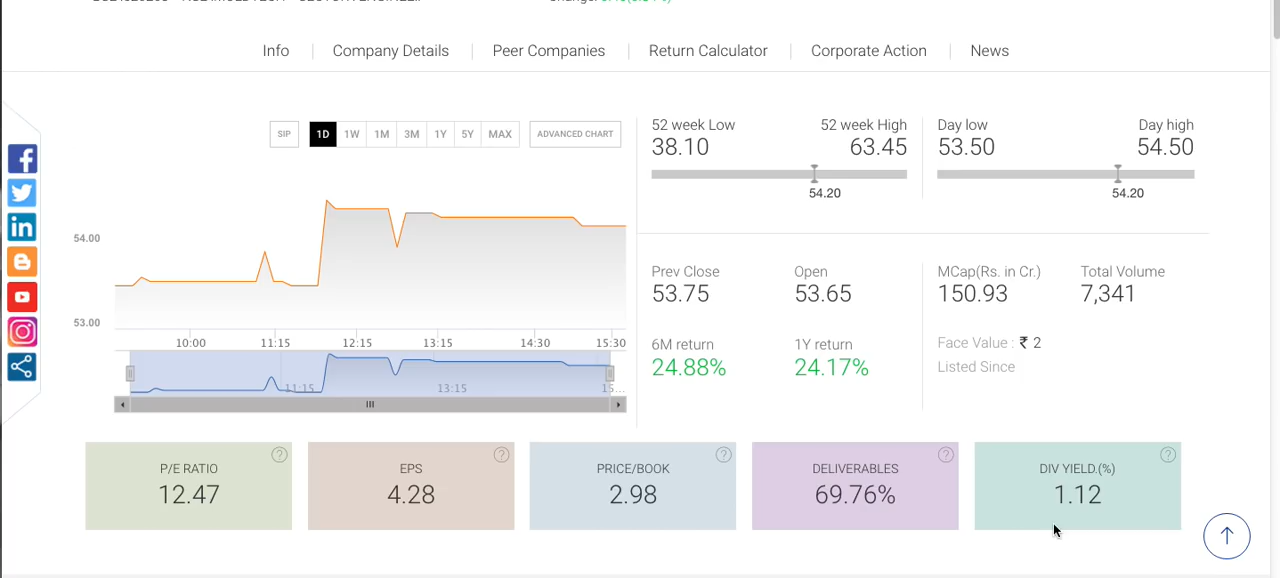 Info
Company Details
Peer Companies
Return Calculator
Corporate Action
News
SIP
1D
1W
1M
3M
1Y
5Y
MAX
ADVANCED CHART
54.00
53.00
10:00
11:15
12:15
13:15
14:30
15:30
11:15
13:15
15...
52 week Low
52 week High
38.10
63.45
54.20
Day low
Day high
53.50
54.50
54.20
Prev Close
Open
53.75
53.65
6M return
1Y return
24.88%
24.17%
MCap(Rs. in Cr.)
Total Volume
150.93
7,341
Face Value : ₹ 2
Listed Since
P/E RATIO
12.47
EPS
4.28
PRICE/BOOK
2.98
DELIVERABLES
69.76%
DIV YIELD.(%)
1.12